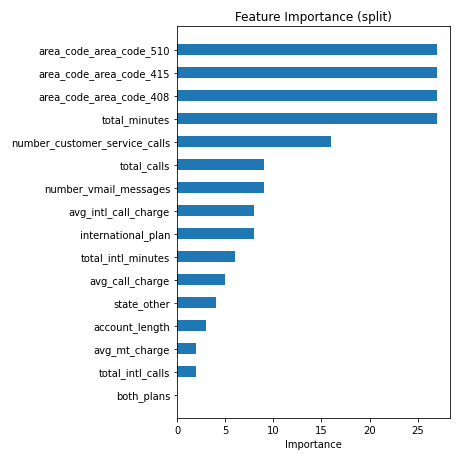 Feature Importance (split)
area_code_area_code_510
area_code_area_code_415
area_code_area_code_408
total_minutes
number_customer_service_calls
total_calls
number_vmail_messages
avg_intl_call_charge
international_plan
total_intl_minutes
avg_call_charge
state_other
account_length
avg_mt_charge
total_intl_calls
both_plans
0 5 10 15 20 25
Importance